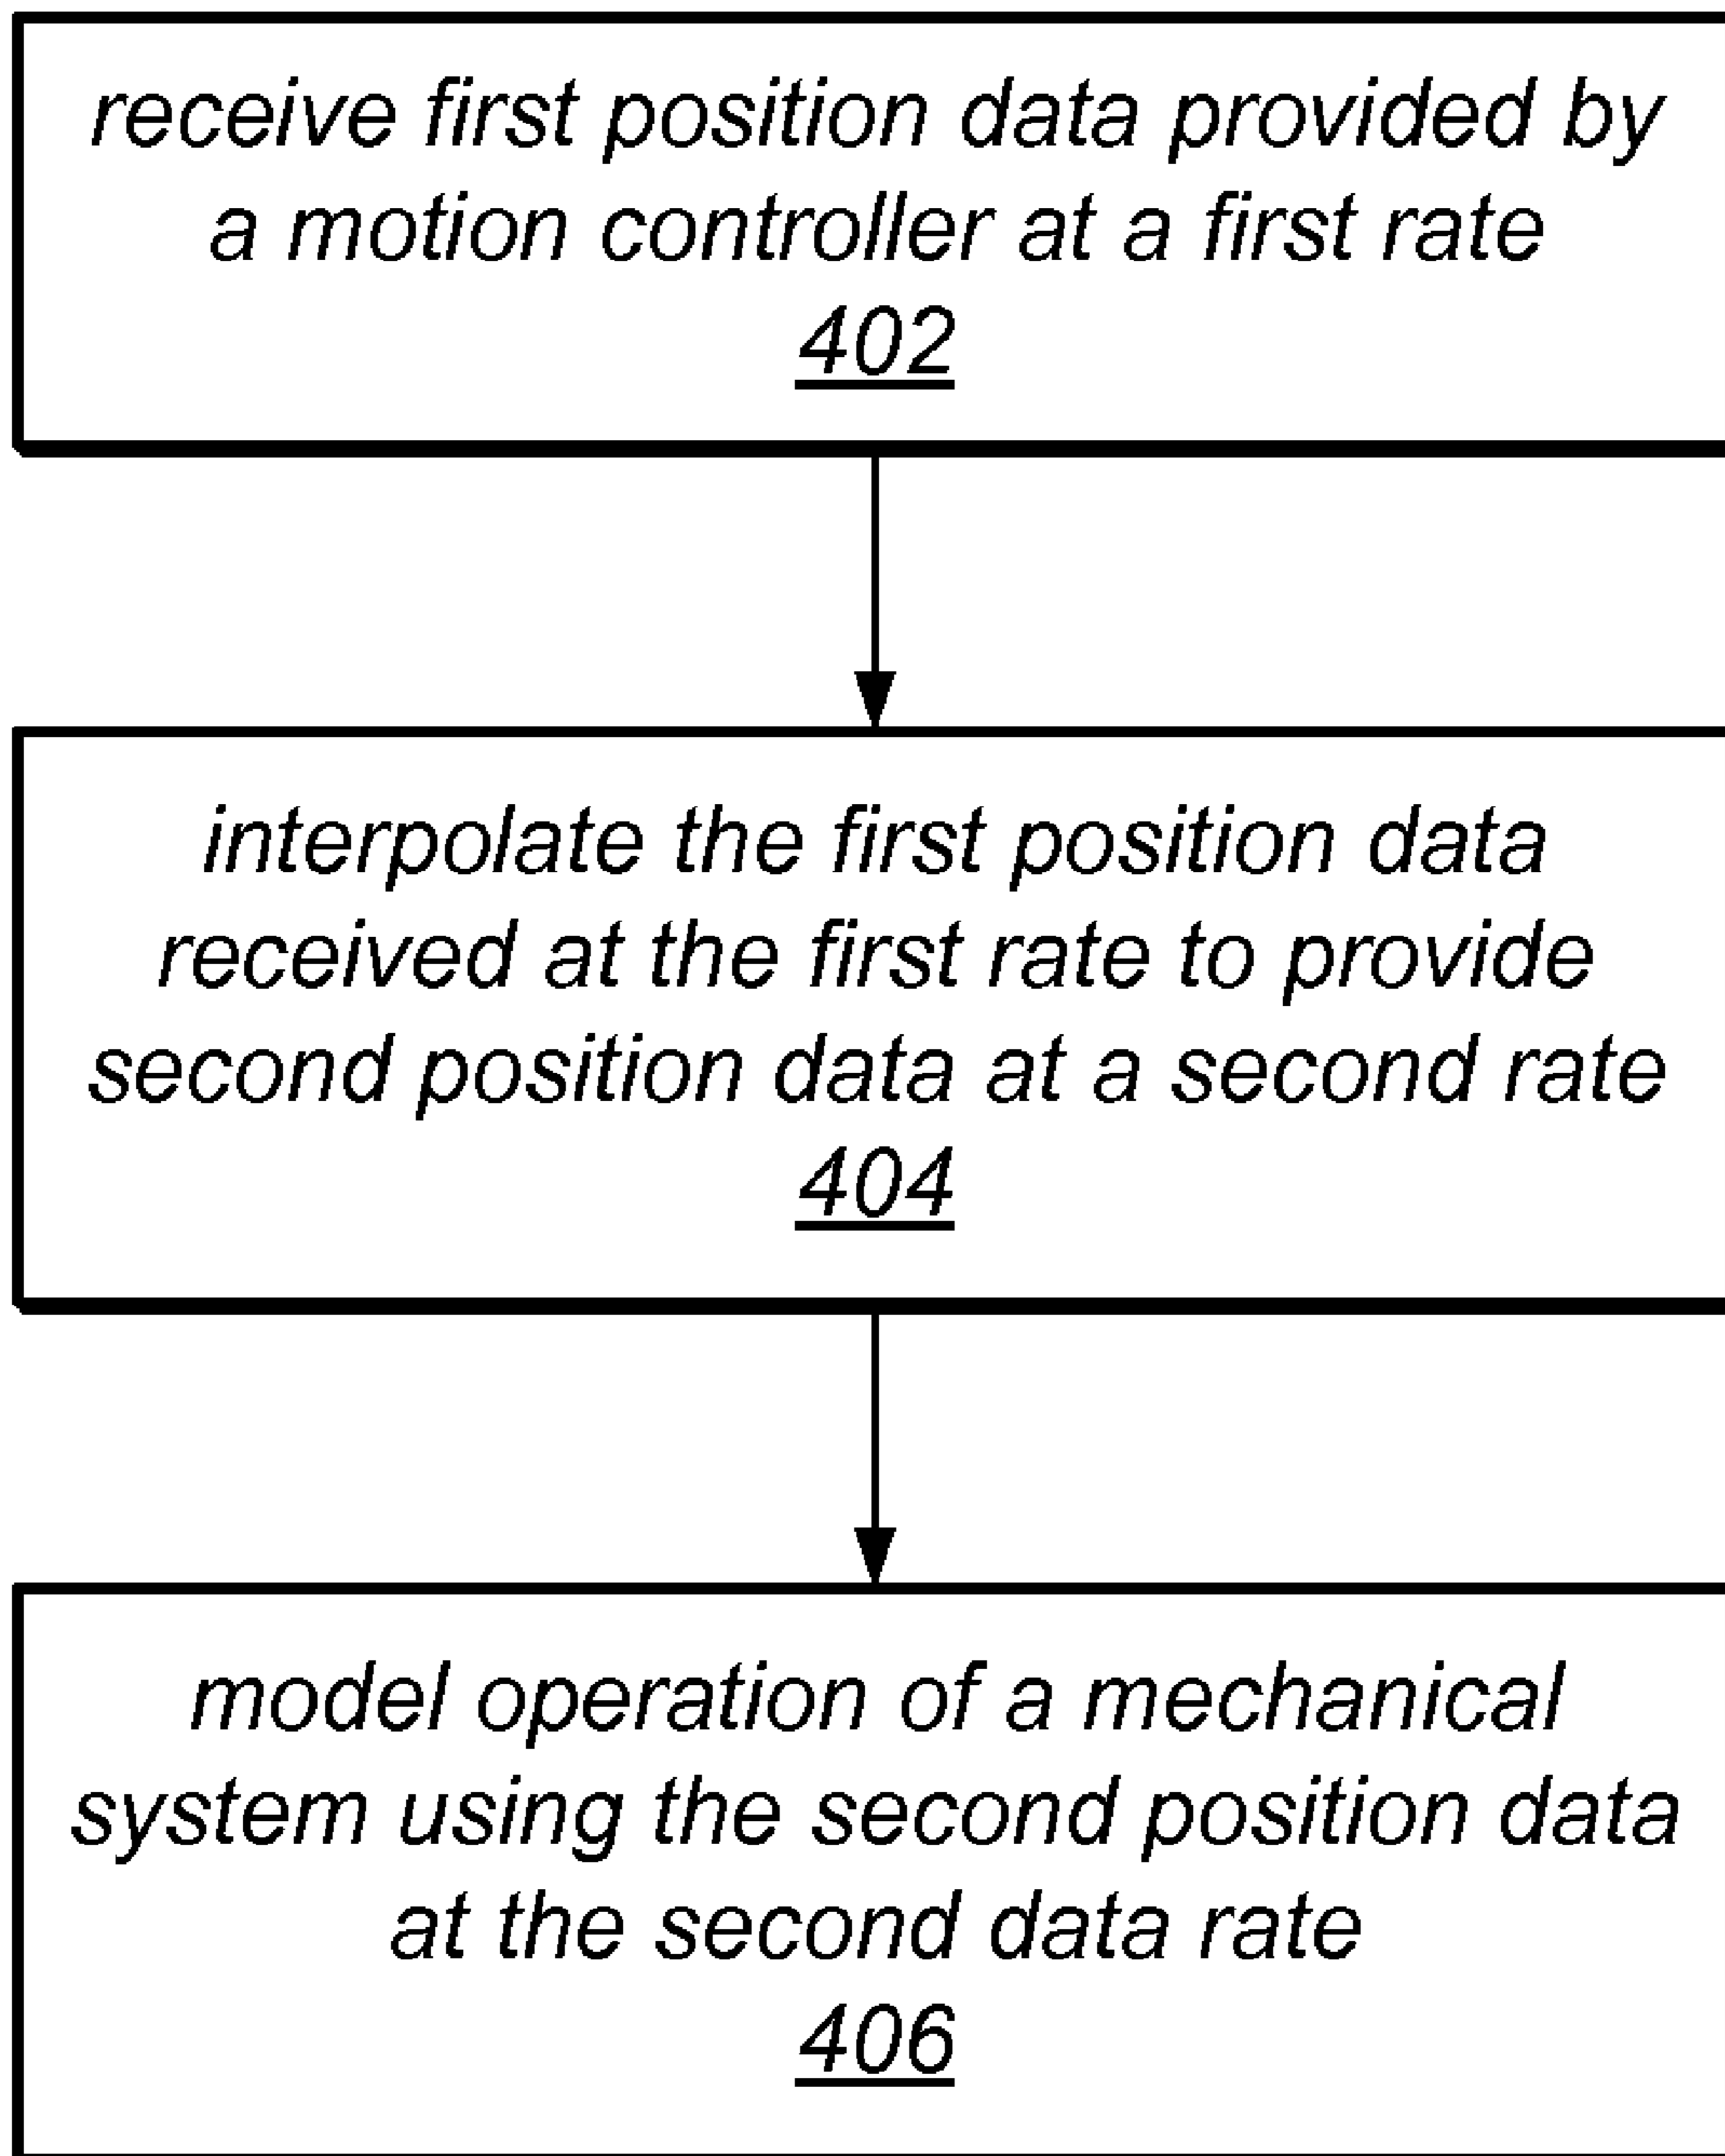 receive first position data provided by
a motion controller at a first rate
402
interpolate the first position data
received at the first rate to provide
second position data at a second rate
404
model operation of a mechanical
system using the second position data
at the second data rate
406